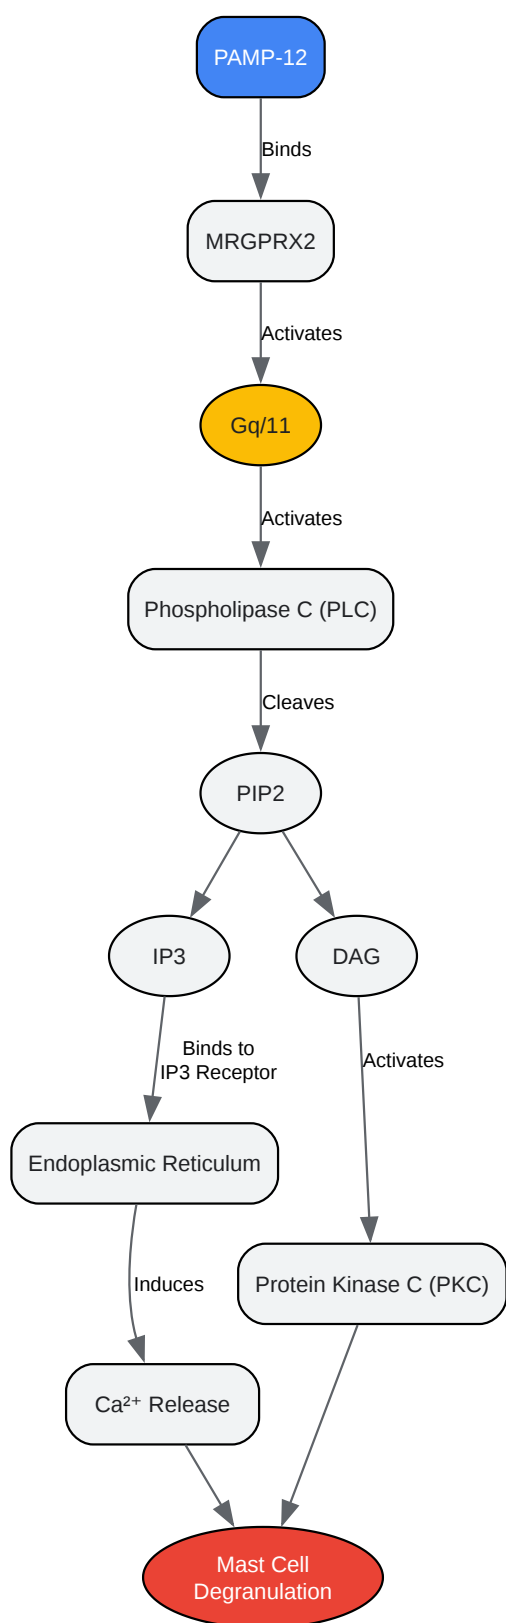 PAMP-12
Binds
MRGPRX2
Activates
Gq/11
Activates
Phospholipase C (PLC)
Cleaves
PIP2
IP3
DAG
Binds to
IP3 Receptor
Activates
Endoplasmic Reticulum
Induces
Protein Kinase C (PKC)
Ca²⁺ Release
Mast Cell
Degranulation